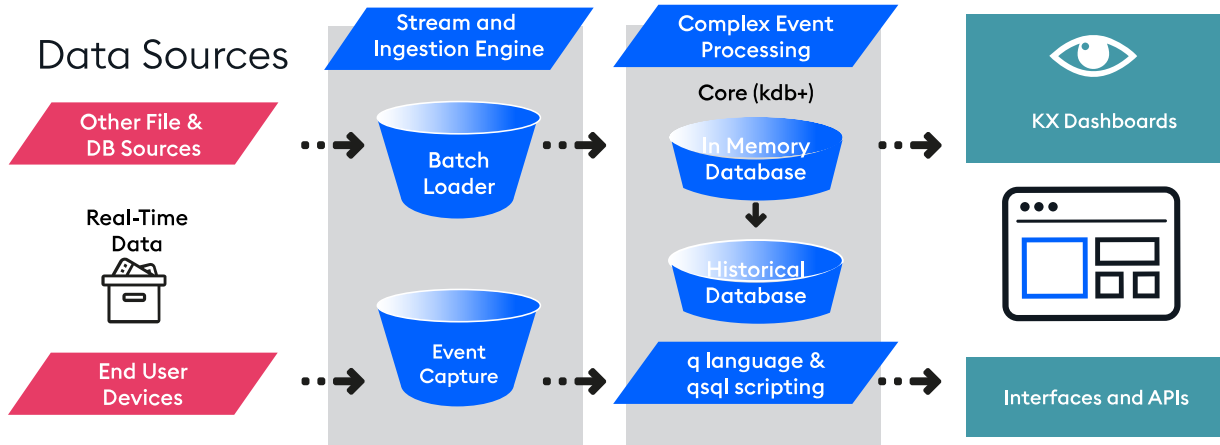 Data Sources
Other File &
DB Sources
Real-Time
Data
End User
Devices
Stream and
Ingestion Engine
Batch
Loader
Event
Capture
Complex Event
Processing
Core (kdb+)
In Memory
Database
Historical
Database
q language &
qsql scripting
KX Dashboards
Interfaces and APIs